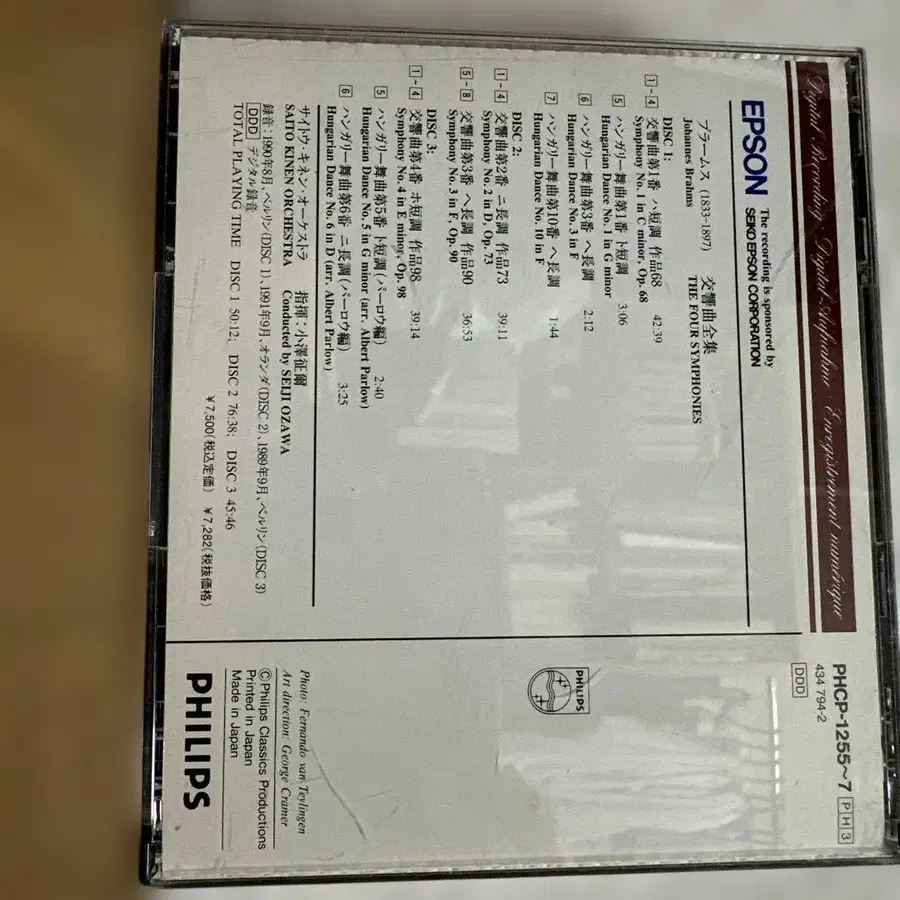 Digital Recording · Digital-Aufnahme · Enregistrement numérique
EPSON
The recording is sponsored by
SEIKO EPSON CORPORATION
ブラームス (1833-1897) 交響曲全集
Johannes Brahms THE FOUR SYMPHONIES
DISC 1:
1-4 交響曲第1番 ハ短調 作品68 42:39
Symphony No. 1 in C minor, Op. 68
5 ハンガリー舞曲第1番 ト短調 3:06
Hungarian Dance No. 1 in G minor
6 ハンガリー舞曲第3番 ヘ長調 2:12
Hungarian Dance No. 3 in F
7 ハンガリー舞曲第10番 ヘ長調 1:44
Hungarian Dance No. 10 in F
DISC 2:
1-4 交響曲第2番 ニ長調 作品73 39:11
Symphony No. 2 in D, Op. 73
5-8 交響曲第3番 ヘ長調 作品90 36:53
Symphony No. 3 in F, Op. 90
DISC 3:
1-4 交響曲第4番 ホ短調 作品98 39:14
Symphony No. 4 in E minor, Op. 98
5 ハンガリー舞曲第5番 ト短調 (パーロウ編) 2:40
Hungarian Dance No. 5 in G minor (arr. Albert Parlow)
6 ハンガリー舞曲第6番 ニ長調 (パーロウ編) 3:25
Hungarian Dance No. 6 in D (arr. Albert Parlow)
サイトウ・キネン・オーケストラ 指揮:小澤征爾
SAITO KINEN ORCHESTRA Conducted by SEIJI OZAWA
録音:1990年8月、ベルリン(DISC 1)、1991年9月、オランダ(DISC 2)、1989年9月、ベルリン(DISC 3)
DDD デジタル録音
TOTAL PLAYING TIME DISC 1 50:12; DISC 2 76:38; DISC 3 45:46
¥7,500(税込定価) ¥7,282(税抜価格)
PHCP-1255~7 PH3
434 794-2
DDD
PHILIPS
Photo: Fernando van Teylingen
Art direction: George Cramer
©Philips Classics Productions
Printed in Japan
Made in Japan
PHILIPS